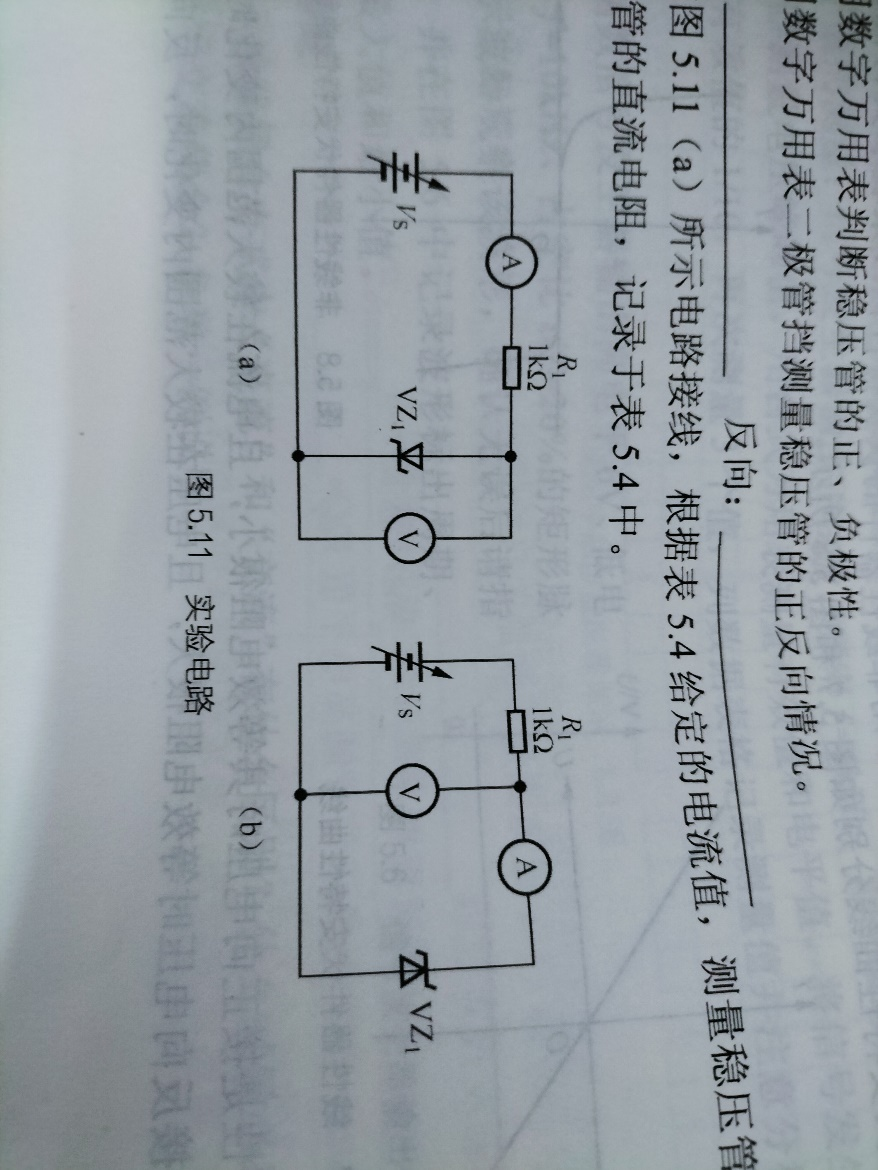 用数字万用表判断稳压管的正、负极性。
数字万用表二极管挡测量稳压管的正反向情况。
反向：
图 5.11（a）所示电路接线，根据表 5.4 给定的电流值，测量稳压管
管的直流电阻，记录于表 5.4 中。
R₁
1kΩ
A
Vs
VZ₁
V
（a）
R₁
1kΩ
A
Vs
V
VZ₁
（b）
图 5.11 实验电路